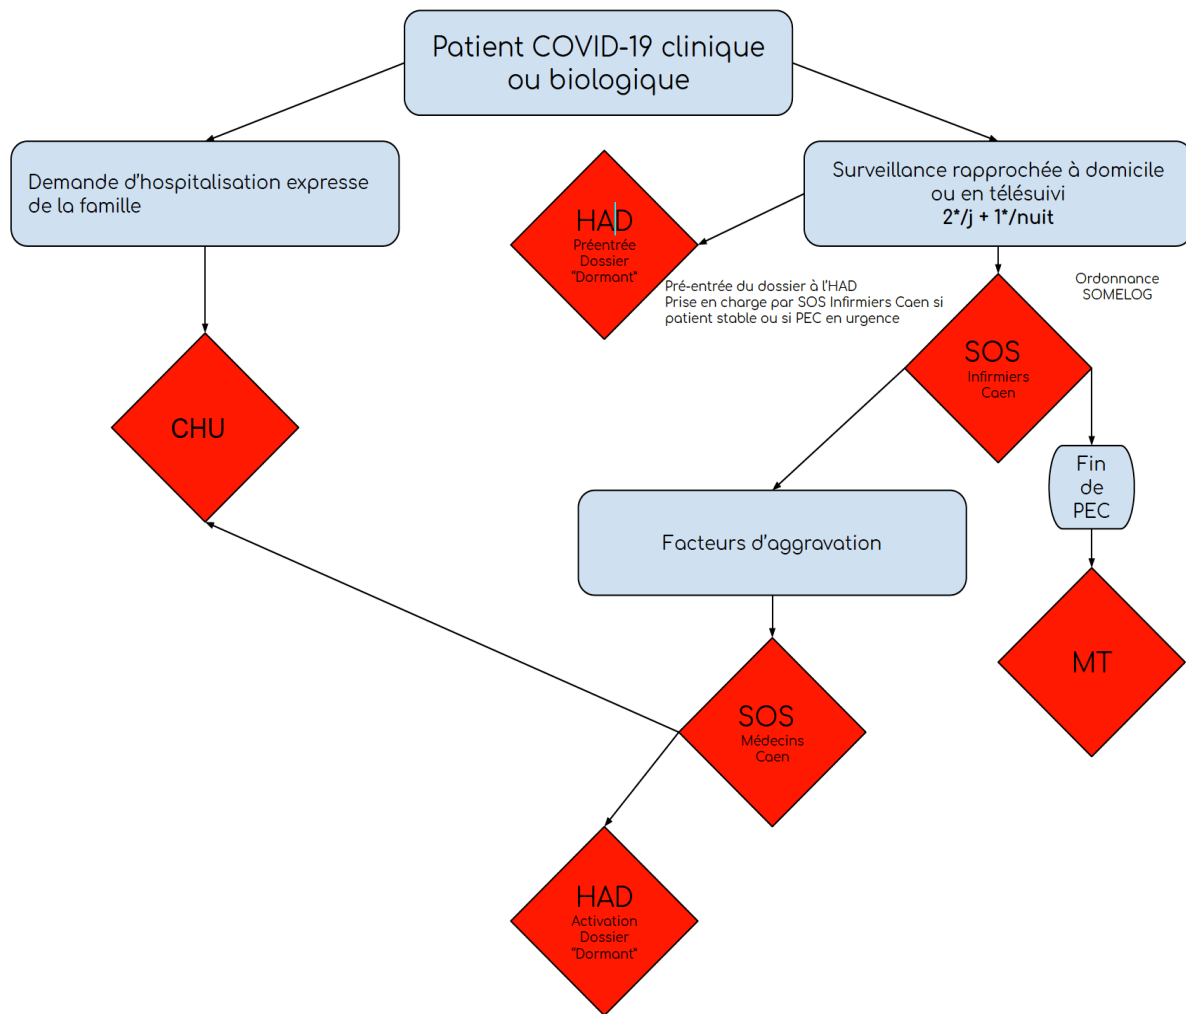 Patient COVID-19 clinique
ou biologique
Demande d'hospitalisation expresse
de la famille
Surveillance rapprochée à domicile
ou en télésuivi
2*/j + 1*/nuit
HAD
Préentrée
Dossier
"Dormant"
Pré-entrée du dossier à l'HAD
Prise en charge par SOS Infirmiers Caen si
patient stable ou si PEC en urgence
Ordonnance
SOMELOG
SOS
Infirmiers
Caen
CHU
Fin
de
PEC
Facteurs d'aggravation
MT
SOS
Médecins
Caen
HAD
Activation
Dossier
"Dormant"